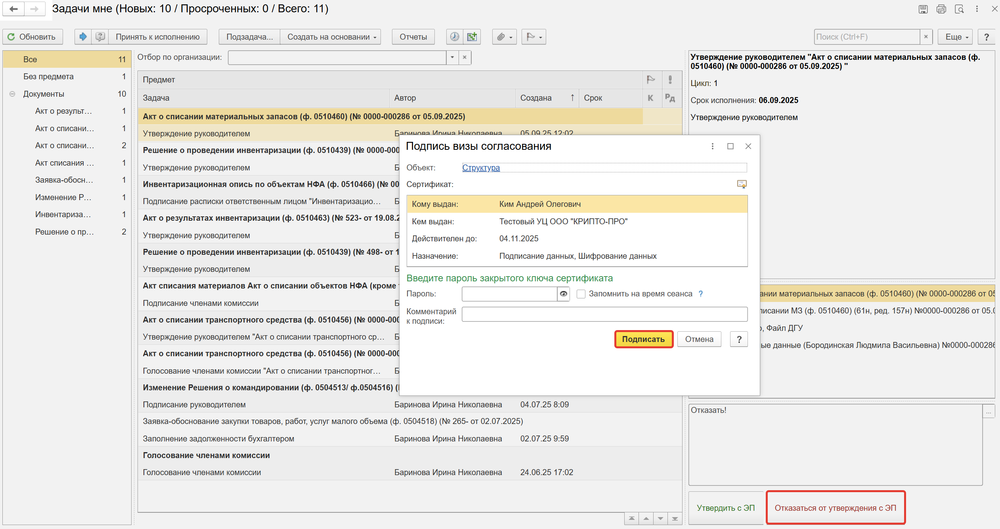 Задачи мне (Новых: 10 / Просроченных: 0 / Всего: 11)
Обновить
Принять к исполнению
Подзадача...
Создать на основании
Отчеты
Поиск (Ctrl+F)
×
Еще
?
Все 11
Без предмета 1
Документы 10
Акт о результ... 1
Акт о списани... 1
Акт о списани... 2
Акт списания ... 1
Заявка-обосн... 1
Изменение Р... 1
Инвентариза... 1
Решение о пр... 2
Отбор по организации:
×
Предмет
Задача Автор Создана ↑ Срок К Рд
Акт о списании материальных запасов (ф. 0510460) (№ 0000-000286 от 05.09.2025)
Утверждение руководителем Баринова Ирина Николаевна 05.09.25 12:02
Решение о проведении инвентаризации (ф. 0510439) (№ 0000-000
Утверждение руководителем Б
Инвентаризационная опись по объектам НФА (ф. 0510466) (№ 00
Подписание расписки ответственным лицом "Инвентаризацио... Б
Акт о результатах инвентаризации (ф. 0510463) (№ 523- от 19.08.2
Утверждение руководителем Б
Решение о проведении инвентаризации (ф. 0510439) (№ 498- от 1
Утверждение руководителем Б
Акт списания материалов Акт о списании объектов НФА (кроме
Подписание членами комиссии Б
Акт о списании транспортного средства (ф. 0510456) (№ 0000-000
Утверждение руководителем "Акт о списании транспортного ср... Б
Акт о списании транспортного средства (ф. 0510456) (№ 0000-000
Голосование членами комиссии "Акт о списании транспортног... Б
Изменение Решения о командировании (ф. 0504513/ ф.0504516) (
Подписание руководителем Баринова Ирина Николаевна 04.07.25 8:09
Заявка-обоснование закупки товаров, работ, услуг малого объема (ф. 0504518) (№ 265- от 02.07.2025)
Заполнение задолженности бухгалтером Баринова Ирина Николаевна 02.07.25 9:59
Голосование членами комиссии
Голосование членами комиссии Баринова Ирина Николаевна 24.06.25 17:02
Подпись визы согласования
Объект: Структура
Сертификат:
Кому выдан: Ким Андрей Олегович
Кем выдан: Тестовый УЦ ООО "КРИПТО-ПРО"
Действителен до: 04.11.2025
Назначение: Подписание данных, Шифрование данных
Введите пароль закрытого ключа сертификата
Пароль:
Запомнить на время сеанса ?
Комментарий
к подписи:
Подписать
Отмена
?
Утверждение руководителем "Акт о списании материальных запасов (ф.
0510460) (№ 0000-000286 от 05.09.2025) "
Цикл: 1
Срок исполнения: 06.09.2025
Утверждение руководителем
ании материальных запасов (ф. 0510460) (№ 0000-000286 от 05
писании МЗ (ф. 0510460) (61н, ред. 157н) №0000-000286 от 05.0
, Файл ДГУ
ые данные (Бородинская Людмила Васильевна) №0000-000286
Отказать!
...
Утвердить с ЭП
Отказаться от утверждения с ЭП